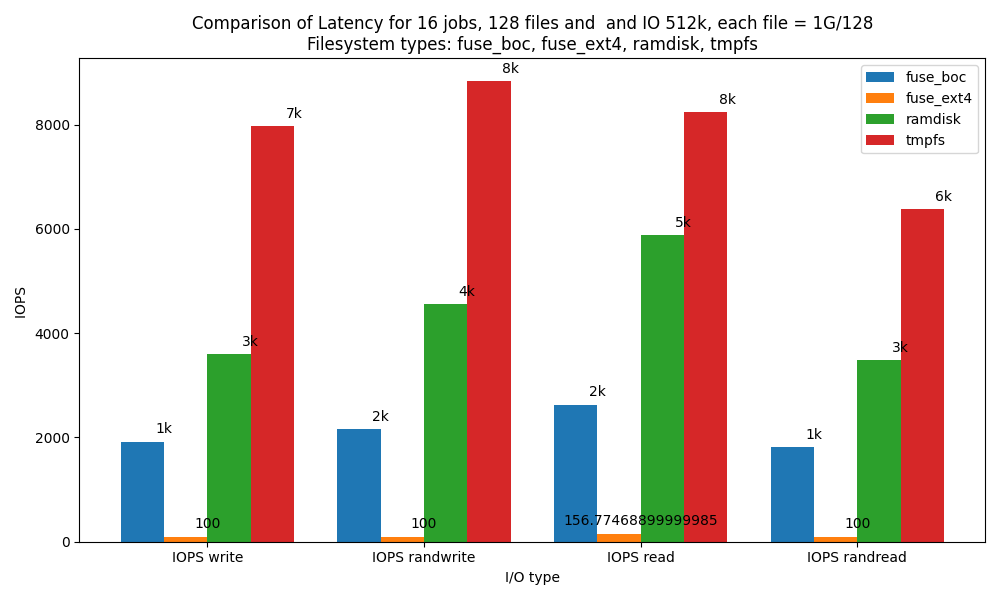 Comparison of Latency for 16 jobs, 128 files and  and IO 512k, each file = 1G/128
Filesystem types: fuse_boc, fuse_ext4, ramdisk, tmpfs
fuse_boc
fuse_ext4
ramdisk
tmpfs
IOPS
8000
6000
4000
2000
0
1k
100
3k
7k
2k
100
4k
8k
2k
156.77468899999985
5k
8k
1k
100
3k
6k
IOPS write
IOPS randwrite
IOPS read
IOPS randread
I/O type